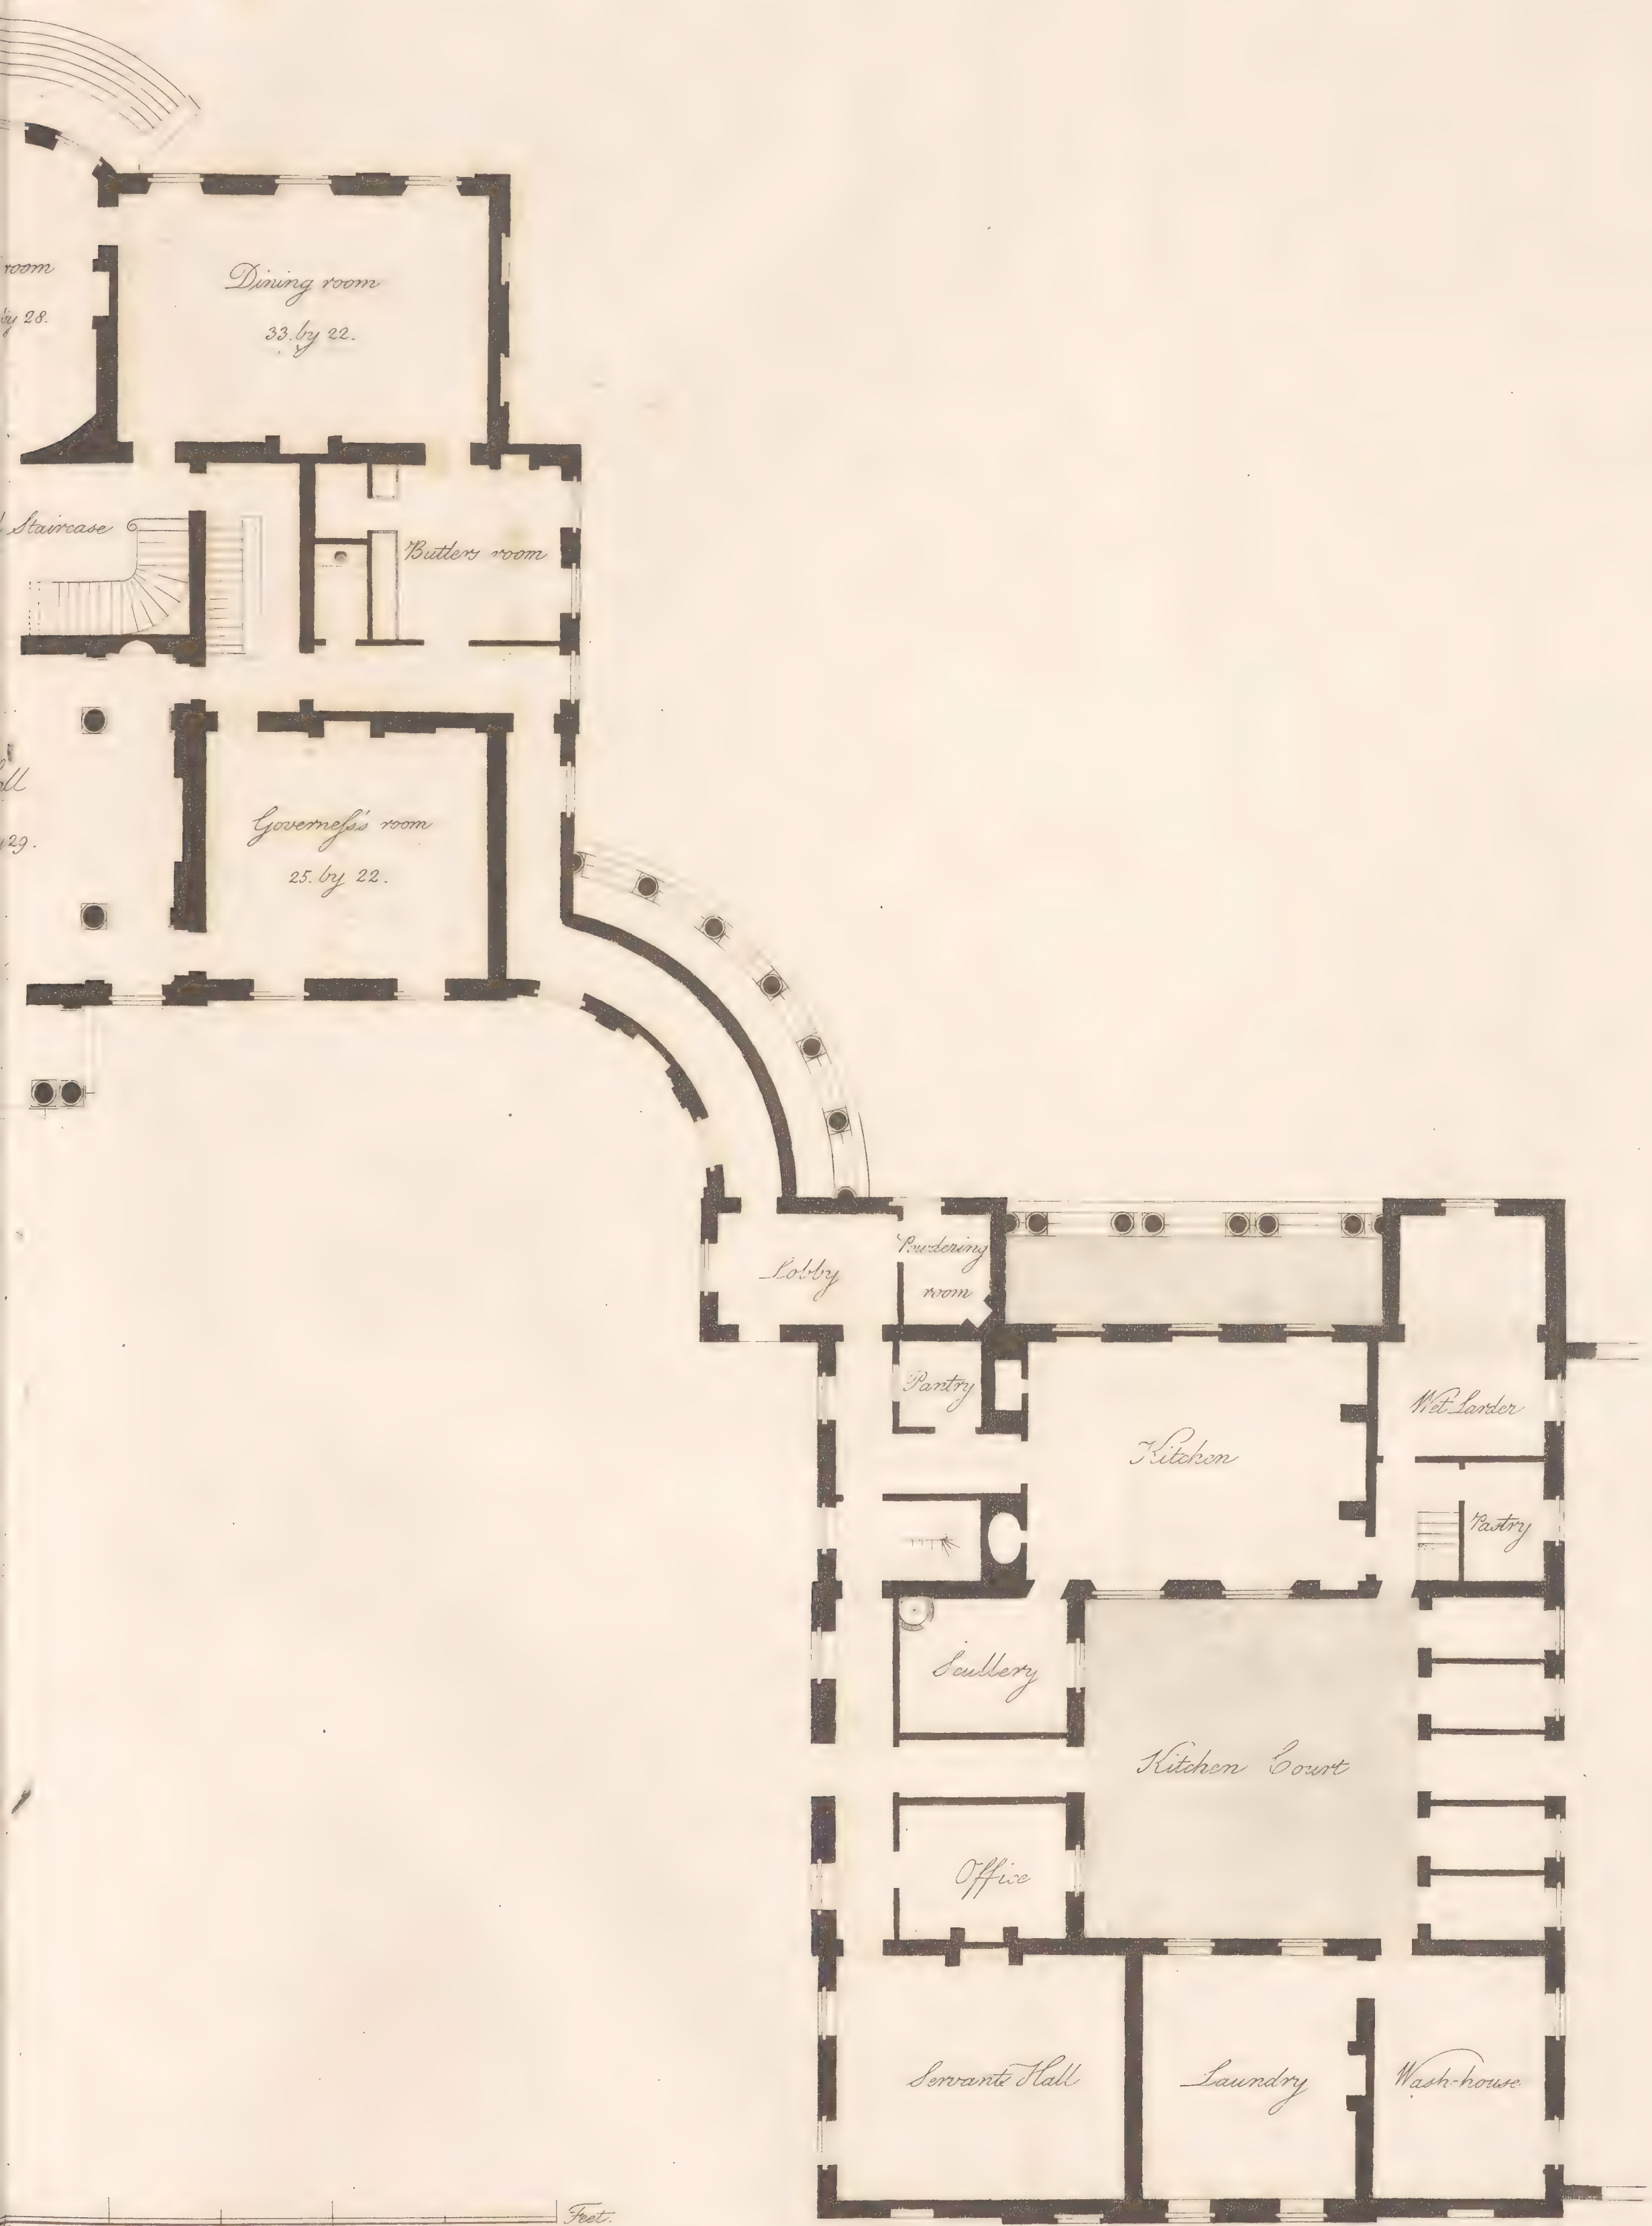 room
by 28.
Dining room
33. by 22.
Staircase
Butlers room
29.
Governeſs's room
25. by 22.
Lobby
Powdering
room
Pantry
Kitchen
Wet Larder
Pastry
Scullery
Kitchen Court
Office
Servants Hall
Laundry
Wash-house
Feet.